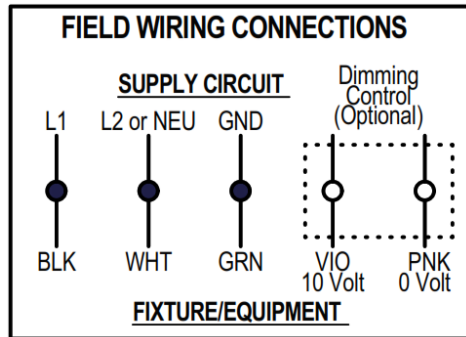 FIELD WIRING CONNECTIONS
SUPPLY CIRCUIT
Dimming
Control
(Optional)
L1 L2 or NEU GND
BLK WHT GRN VIO PNK
10 Volt 0 Volt
FIXTURE/EQUIPMENT